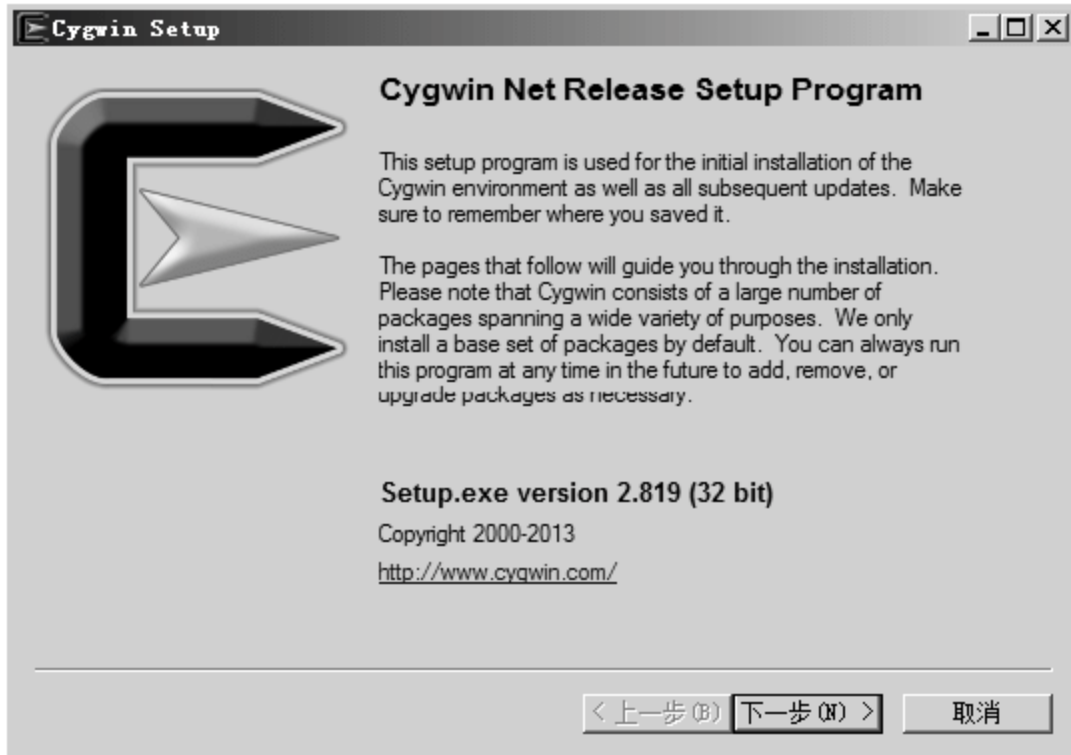 Cygwin Setup
Cygwin Net Release Setup Program
This setup program is used for the initial installation of the
Cygwin environment as well as all subsequent updates.  Make
sure to remember where you saved it.
The pages that follow will guide you through the installation.
Please note that Cygwin consists of a large number of
packages spanning a wide variety of purposes.  We only
install a base set of packages by default.  You can always run
this program at any time in the future to add, remove, or
upgrade packages as necessary.
Setup.exe version 2.819 (32 bit)
Copyright 2000-2013
http://www.cygwin.com/
< 上一步(B) 下一步(N) > 取消